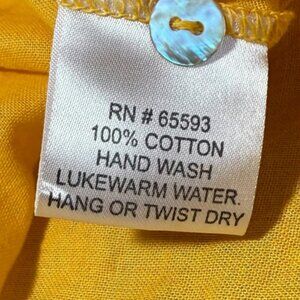 RN # 65593
100% COTTON
HAND WASH
LUKEWARM WATER.
HANG OR TWIST DRY